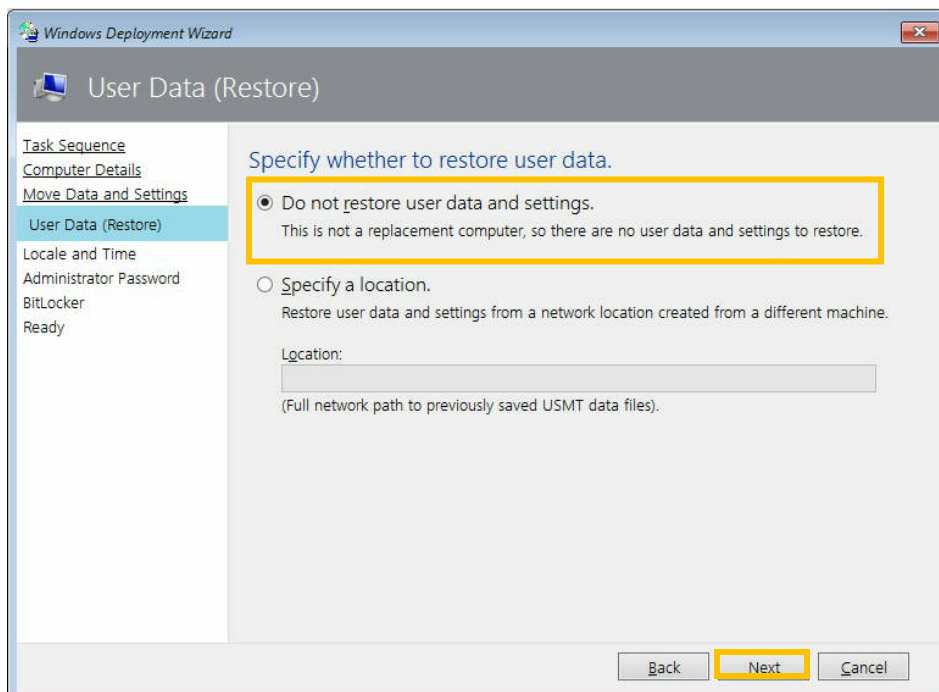 Windows Deployment Wizard
User Data (Restore)
Task Sequence
Computer Details
Move Data and Settings
User Data (Restore)
Locale and Time
Administrator Password
BitLocker
Ready
Specify whether to restore user data.
Do not restore user data and settings.
This is not a replacement computer, so there are no user data and settings to restore.
Specify a location.
Restore user data and settings from a network location created from a different machine.
Location:
(Full network path to previously saved USMT data files).
Back
Next
Cancel